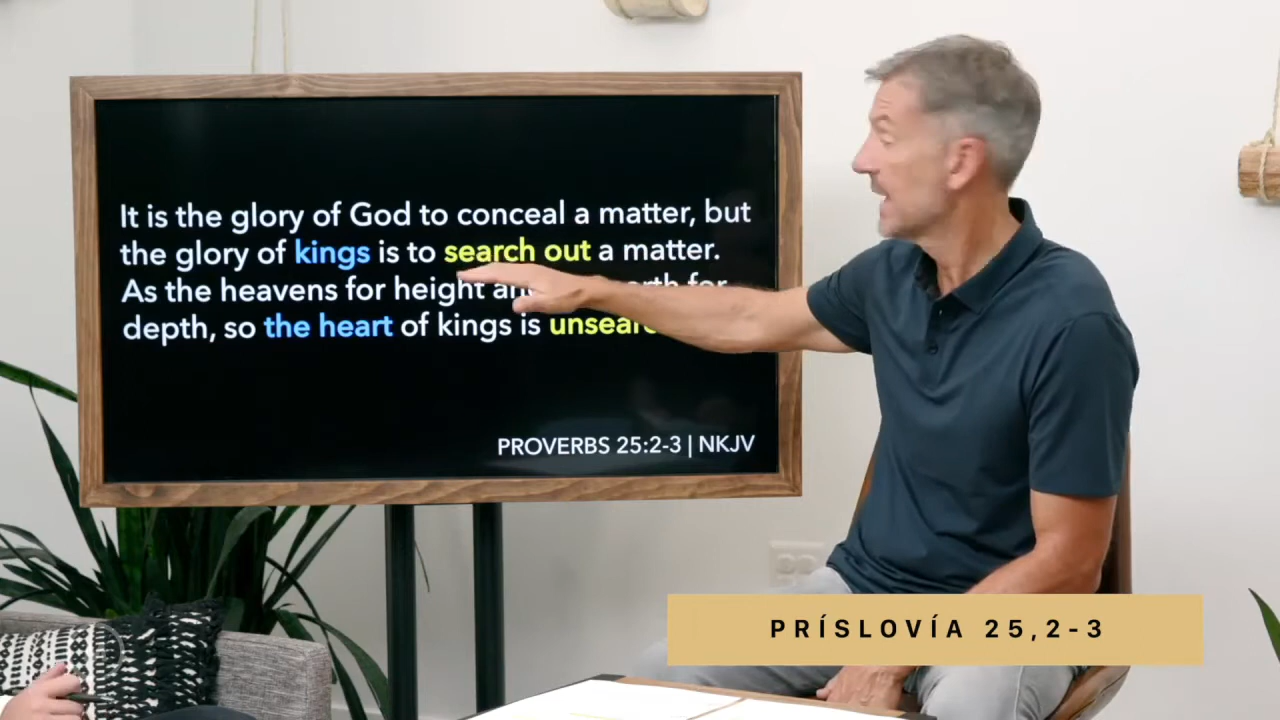 It is the glory of God to conceal a matter, but
the glory of kings is to search out a matter.
As the heavens for height for
depth, so the heart of kings is
PROVERBS 25:2-3 | NKJV
PRÍSLOVÍA 25,2-3